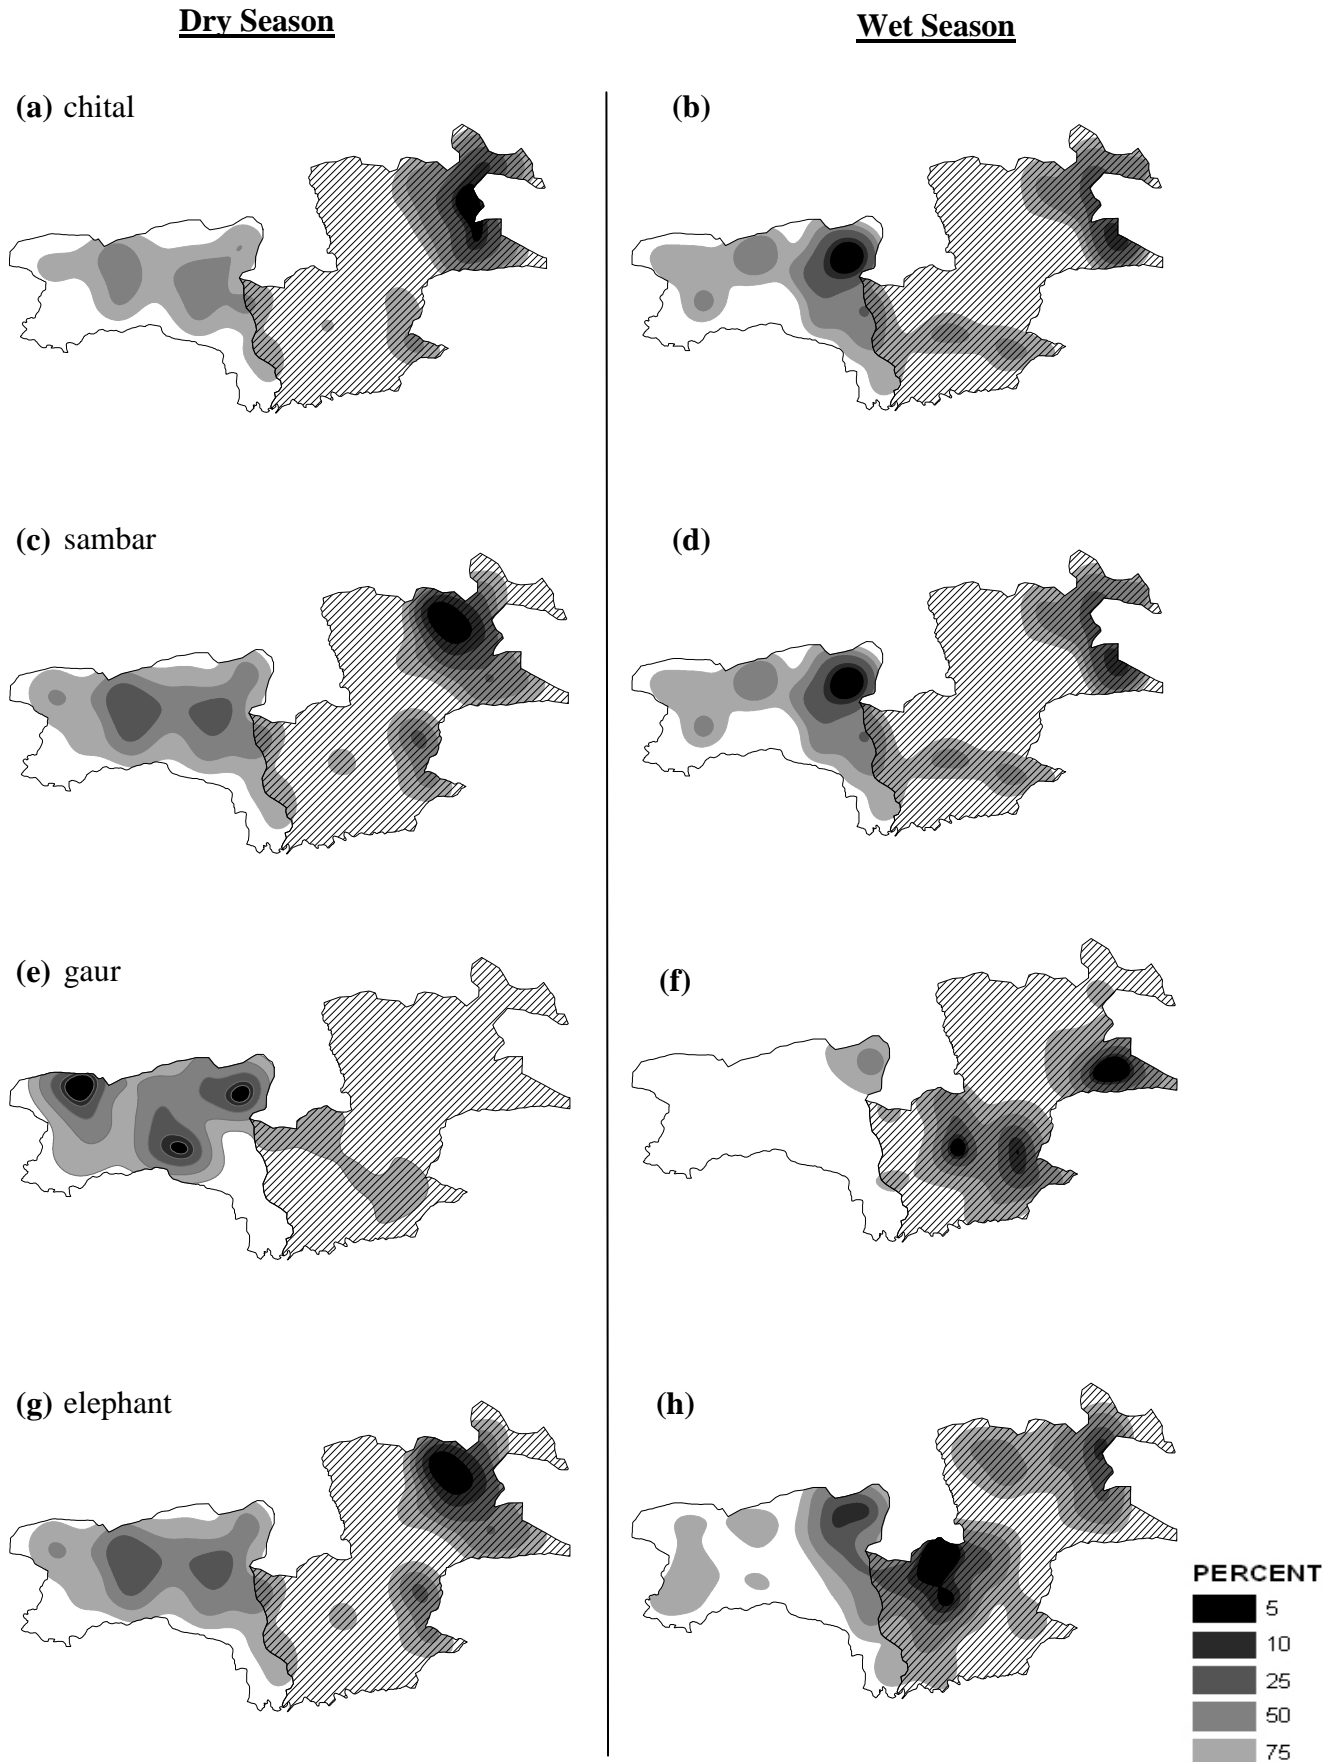 Dry Season
Wet Season
(a) chital
(b)
(c) sambar
(d)
(e) gaur
(f)
(g) elephant
(h)
PERCENT
5
10
25
50
75